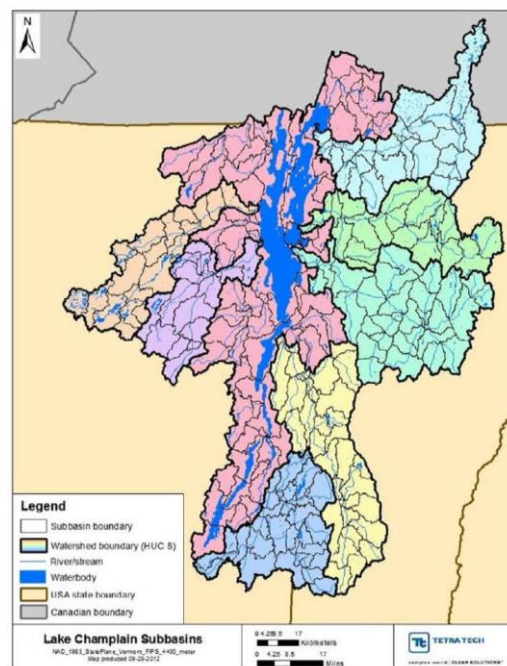 N
Legend
Subbasin boundary
Watershed boundary (HUC 8)
River/stream
Waterbody
USA state boundary
Canadian boundary
Lake Champlain Subbasins
NAD_1983_StatePlane_Vermont_FIPS_4400_meter
Map produced 09-28-2012
Kilometers
Miles
TETRA TECH